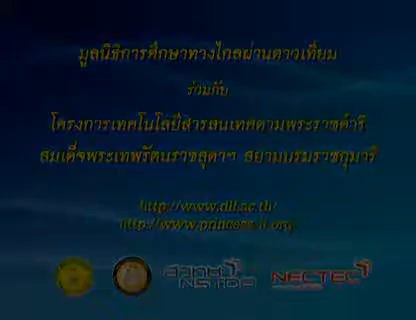 มูลนิธิการศึกษาทางไกลผ่านดาวเทียม
ร่วมกับ
โครงการเทคโนโลยีสารสนเทศตามพระราชดำริ
สมเด็จพระเทพรัตนราชสุดาฯ สยามบรมราชกุมารี
http://www.dlf.ac.th/
http://www.princess-it.org/
สวทช
NSTDA
NECTEC